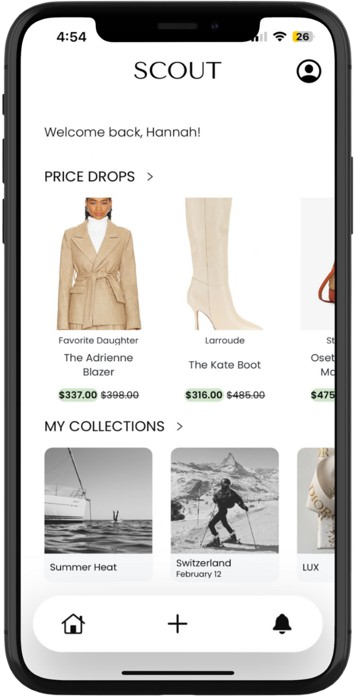 4:54
26
SCOUT
Welcome back, Hannah!
PRICE DROPS >
Favorite Daughter
Larroude
St
The Adrienne
Blazer
The Kate Boot
Oset
Mo
$337.00 $398.00
$316.00 $485.00
$475
MY COLLECTIONS >
DIOR
Summer Heat
Switzerland
February 12
LUX